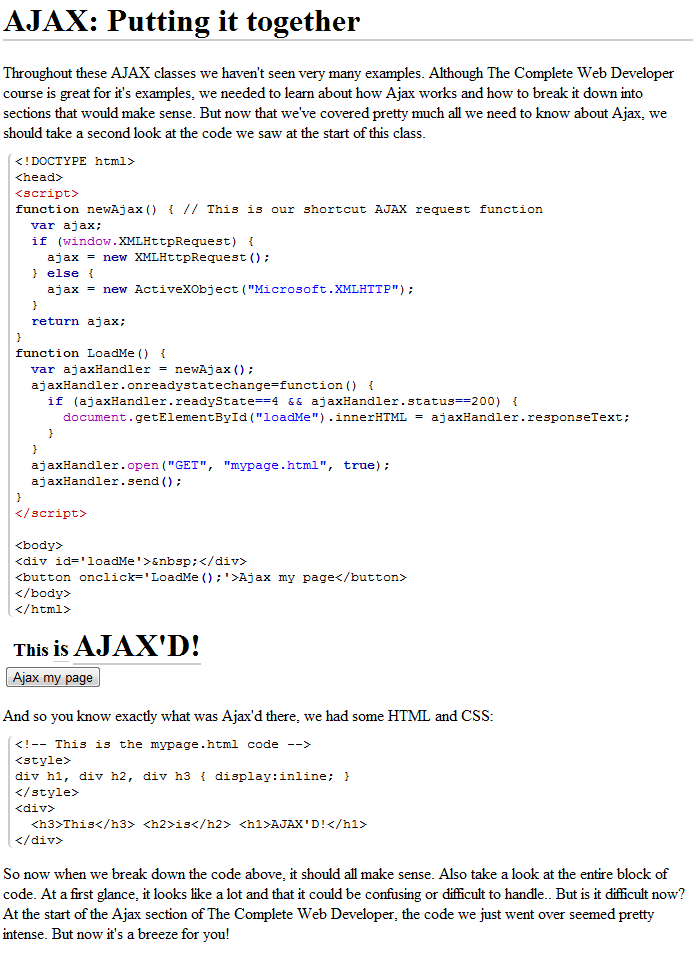 AJAX: Putting it together
Throughout these AJAX classes we haven't seen very many examples. Although The Complete Web Developer
course is great for it's examples, we needed to learn about how Ajax works and how to break it down into
sections that would make sense. But now that we've covered pretty much all we need to know about Ajax, we
should take a second look at the code we saw at the start of this class.
<!DOCTYPE html>
<head>
<script>
function newAjax() { // This is our shortcut AJAX request function
  var ajax;
  if (window.XMLHttpRequest) {
    ajax = new XMLHttpRequest();
  } else {
    ajax = new ActiveXObject("Microsoft.XMLHTTP");
  }
  return ajax;
}
function LoadMe() {
  var ajaxHandler = newAjax();
  ajaxHandler.onreadystatechange=function() {
    if (ajaxHandler.readyState==4 && ajaxHandler.status==200) {
      document.getElementById("loadMe").innerHTML = ajaxHandler.responseText;
    }
  }
  ajaxHandler.open("GET", "mypage.html", true);
  ajaxHandler.send();
}
</script>
<body>
<div id='loadMe'>&nbsp;</div>
<button onclick='LoadMe();'>Ajax my page</button>
</body>
</html>
This is AJAX'D!
Ajax my page
And so you know exactly what was Ajax'd there, we had some HTML and CSS:
<!-- This is the mypage.html code -->
<style>
div h1, div h2, div h3 { display:inline; }
</style>
<div>
  <h3>This</h3> <h2>is</h2> <h1>AJAX'D!</h1>
</div>
So now when we break down the code above, it should all make sense. Also take a look at the entire block of
code. At a first glance, it looks like a lot and that it could be confusing or difficult to handle.. But is it difficult now?
At the start of the Ajax section of The Complete Web Developer, the code we just went over seemed pretty
intense. But now it's a breeze for you!